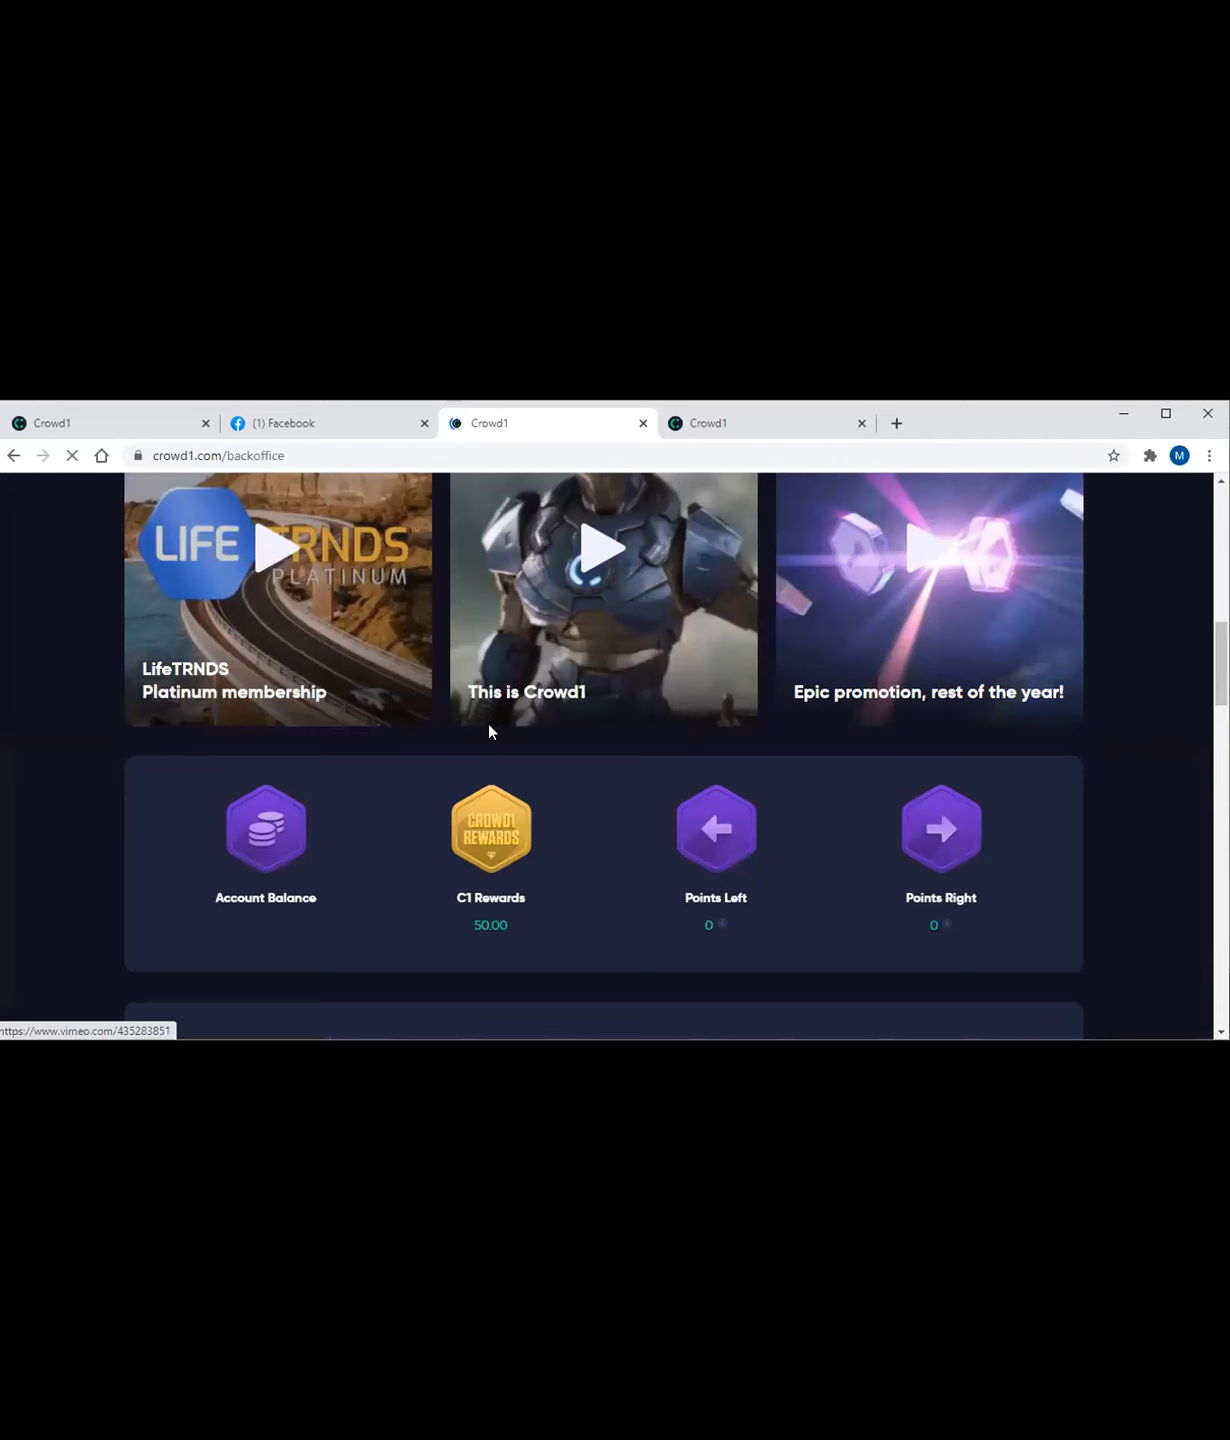 Crowd1
(1) Facebook
Crowd1
Crowd1
crowd1.com/backoffice
M
LIFE TRNDS
PLATINUM
LifeTRNDS
Platinum membership
This is Crowd1
Epic promotion, rest of the year!
CROWD1
REWARDS
Account Balance
C1 Rewards
Points Left
Points Right
50.00
0
0
https://www.vimeo.com/435283851